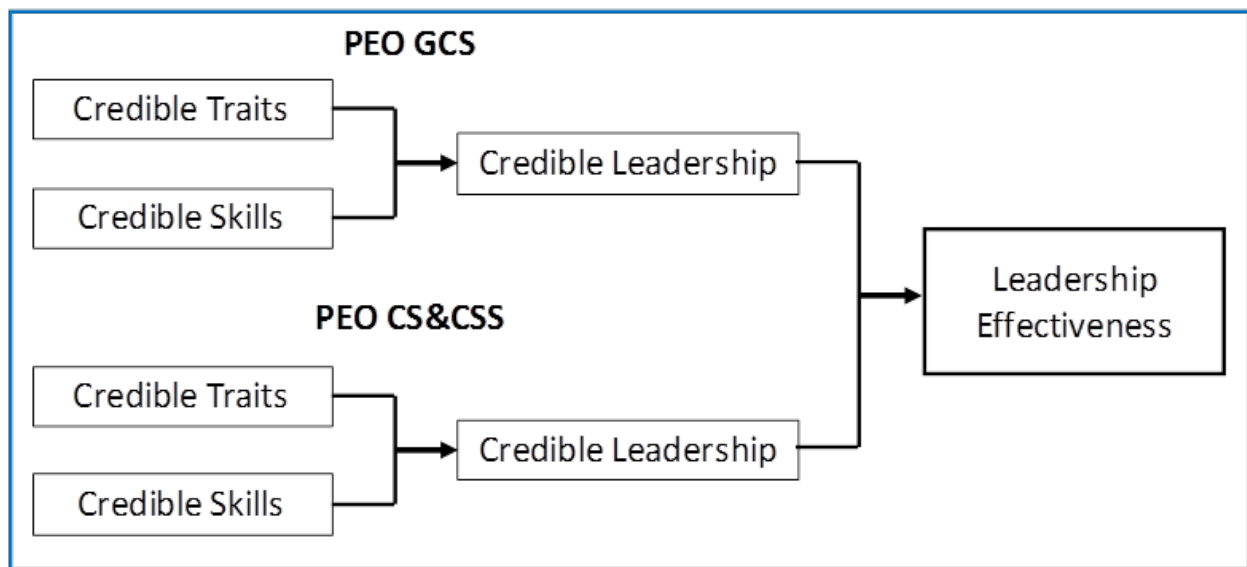 PEO GCS
Credible Traits
Credible Skills
Credible Leadership
PEO CS&CSS
Credible Traits
Credible Skills
Credible Leadership
Leadership
Effectiveness